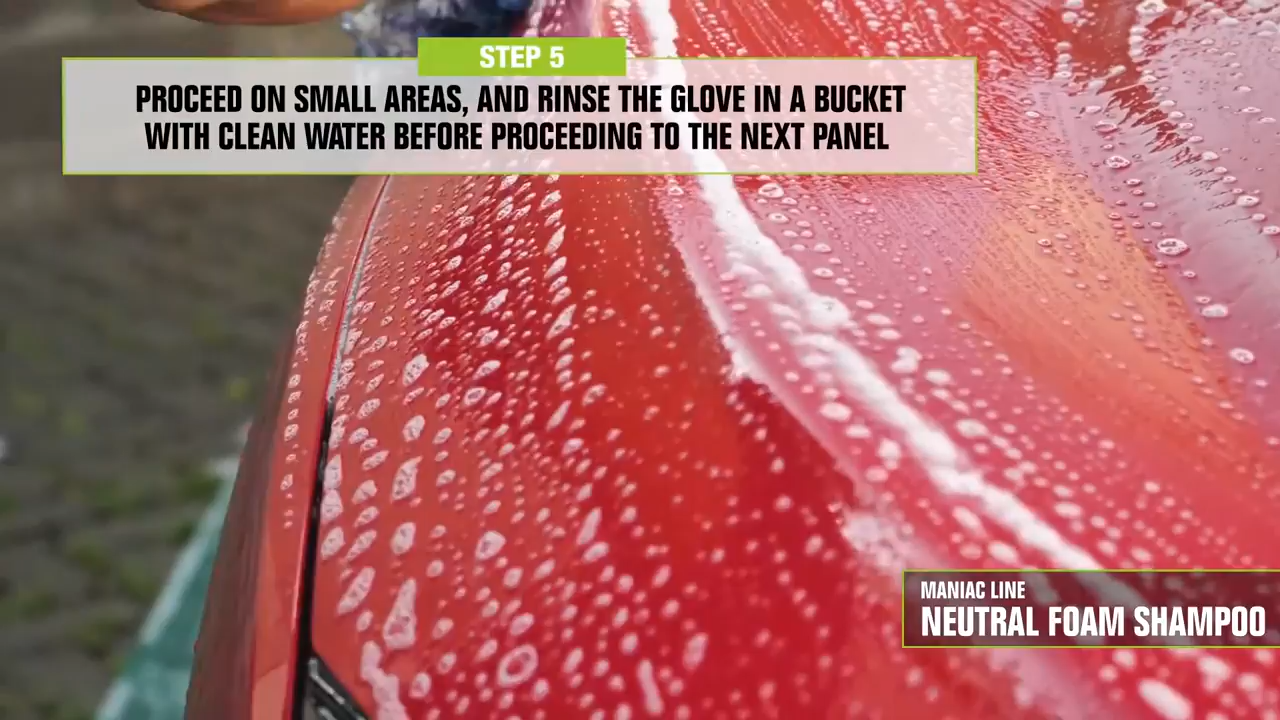 STEP 5
PROCEED ON SMALL AREAS, AND RINSE THE GLOVE IN A BUCKET
WITH CLEAN WATER BEFORE PROCEEDING TO THE NEXT PANEL
MANIAC LINE
NEUTRAL FOAM SHAMPOO